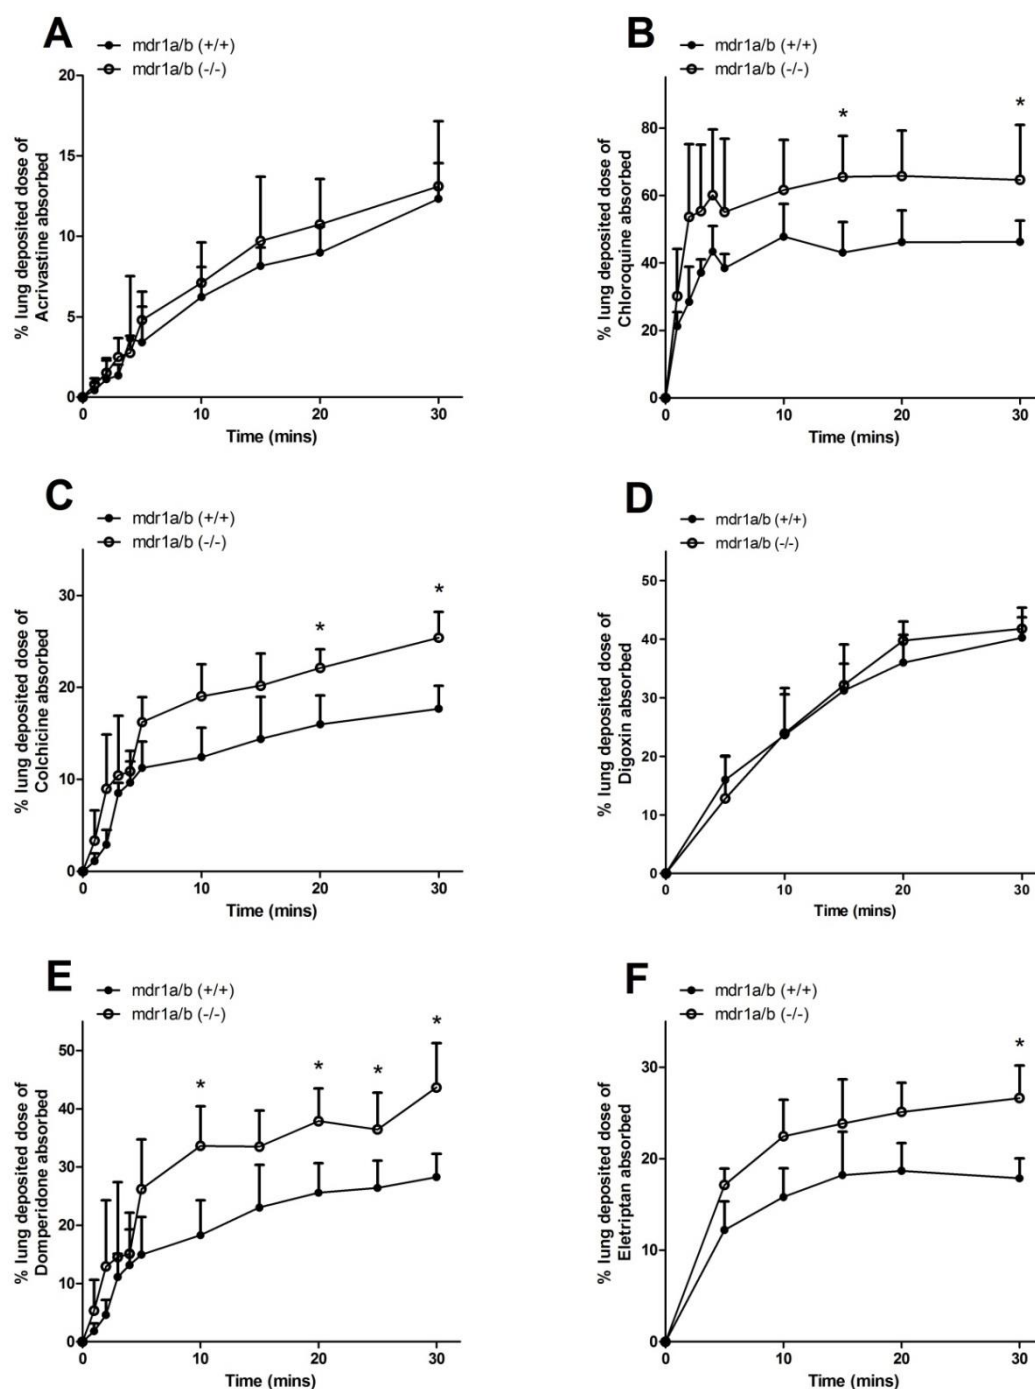 A
mdr1a/b (+/+)
mdr1a/b (-/-)
% lung deposited dose of
Acrivastine absorbed
20
15
10
5
0
0 10 20 30
Time (mins)
B
mdr1a/b (+/+)
mdr1a/b (-/-)
% lung deposited dose of
Chloroquine absorbed
* *
80
60
40
20
0
0 10 20 30
Time (mins)
C
mdr1a/b (+/+)
mdr1a/b (-/-)
% lung deposited dose of
Colchicine absorbed
* *
30
20
10
0
0 10 20 30
Time (mins)
D
mdr1a/b (+/+)
mdr1a/b (-/-)
% lung deposited dose of
Digoxin absorbed
50
40
30
20
10
0
0 10 20 30
Time (mins)
E
mdr1a/b (+/+)
mdr1a/b (-/-)
% lung deposited dose of
Domperidone absorbed
* * * *
50
40
30
20
10
0
0 10 20 30
Time (mins)
F
mdr1a/b (+/+)
mdr1a/b (-/-)
% lung deposited dose of
Eletriptan absorbed
*
30
20
10
0
0 10 20 30
Time (mins)